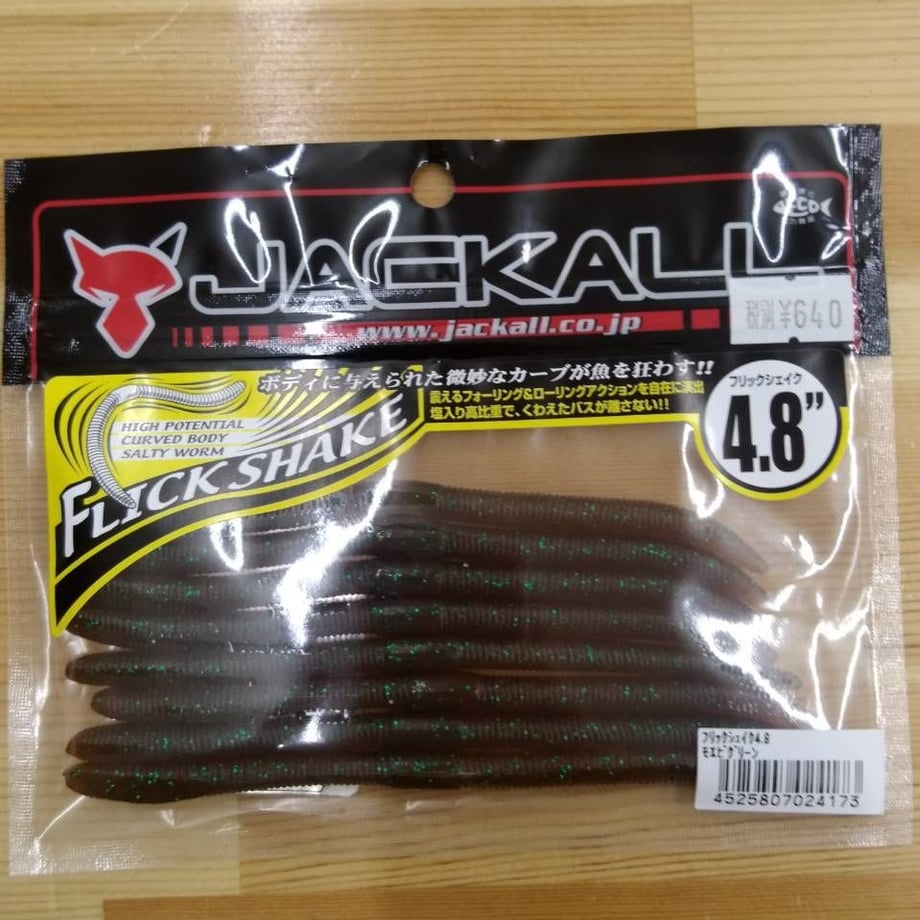 JACKALL
ECO
www.jackall.co.jp
税別¥640
ボディに与えられた微妙なカーブが魚を狂わす!!
震えるフォーリング&ローリングアクションを自在に演出
塩入り高比重で、くわえたバスが離さない!!
フリックシェイク
4.8”
HIGH POTENTIAL
CURVED BODY
SALTY WORM
FLICK SHAKE
フリックシェイク4.8
モエビグリーン
4525807024173